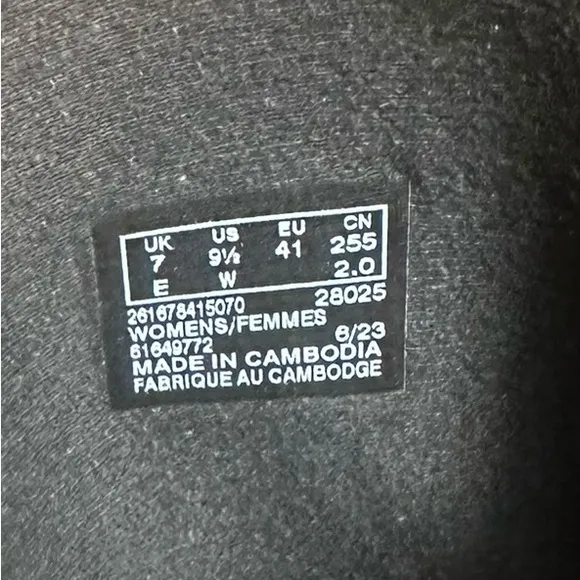 UK US EU CN
7 9½ 41 255
E W 2.0
261678415070 28025
WOMENS/FEMMES
61649772 6/23
MADE IN CAMBODIA
FABRIQUE AU CAMBODGE